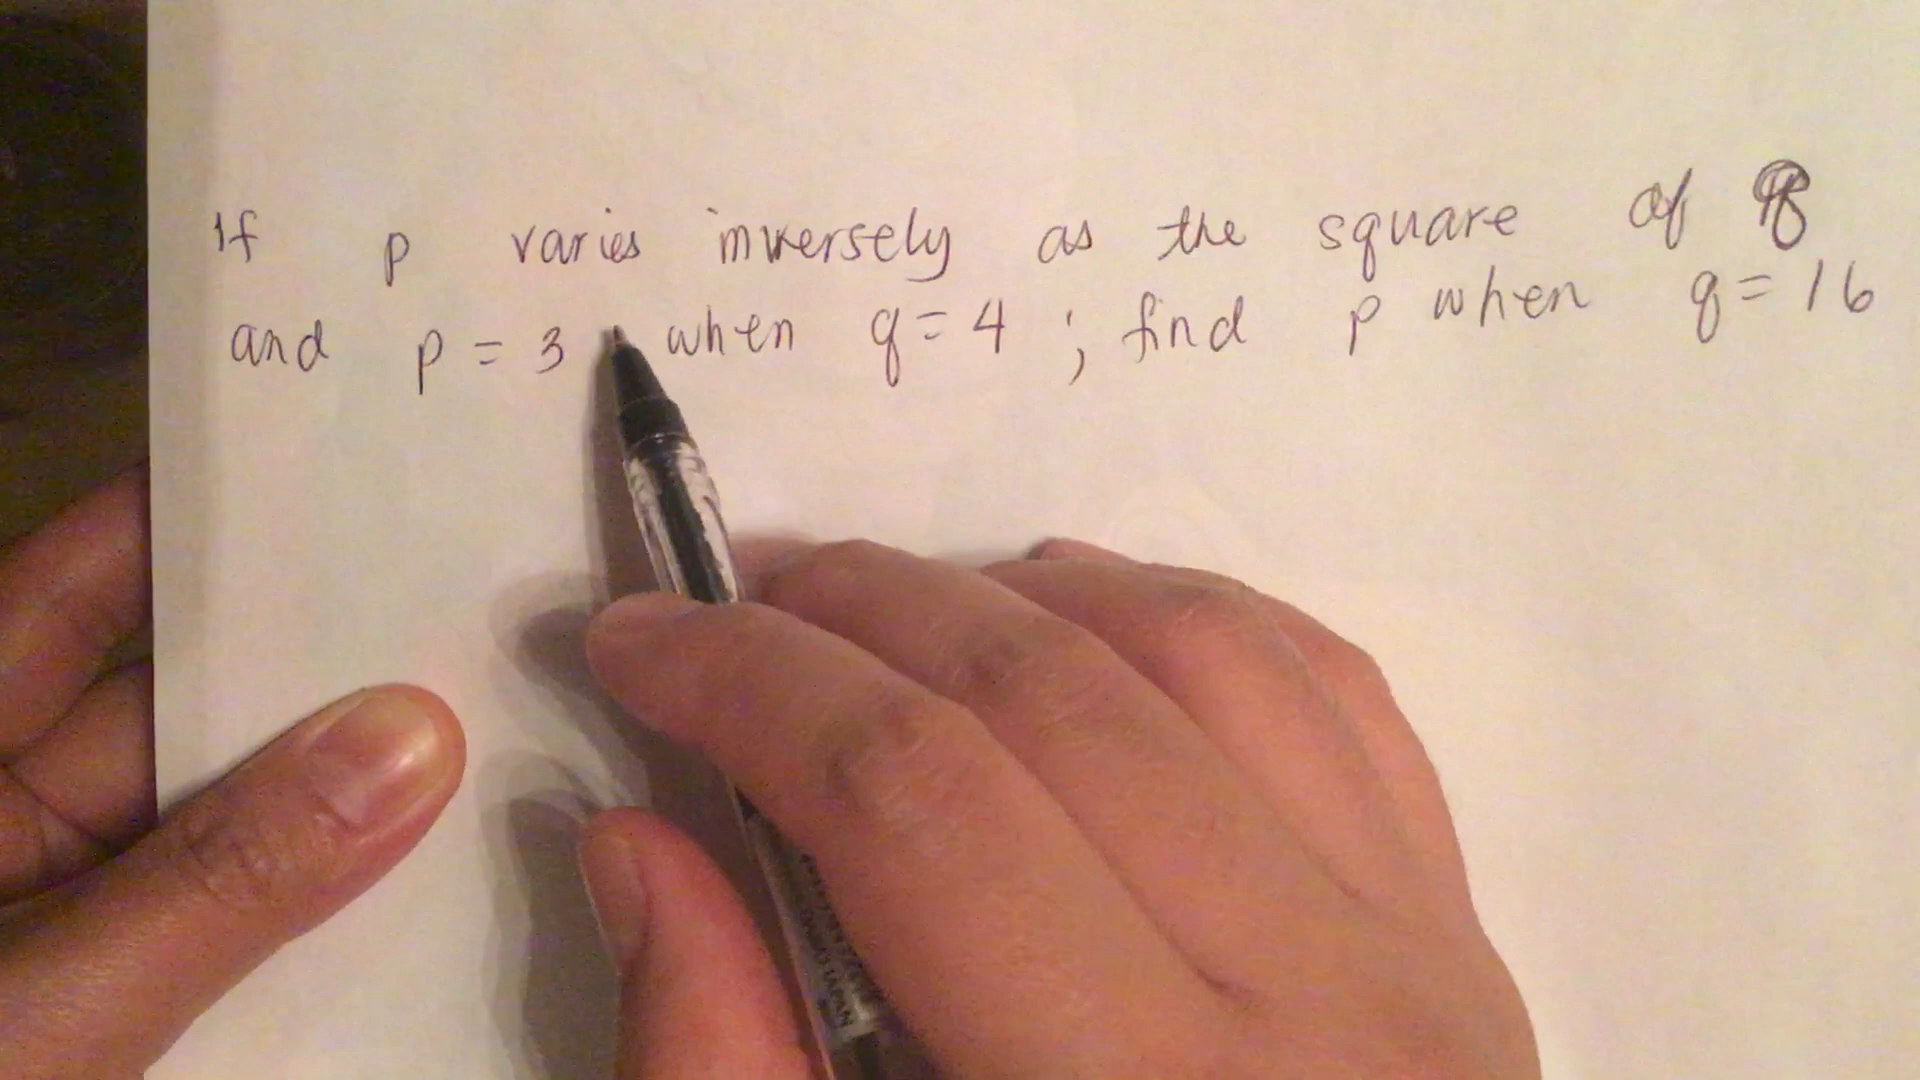 If p varies inversely as the square of q
and p = 3 when q = 4 ; find p when q = 16